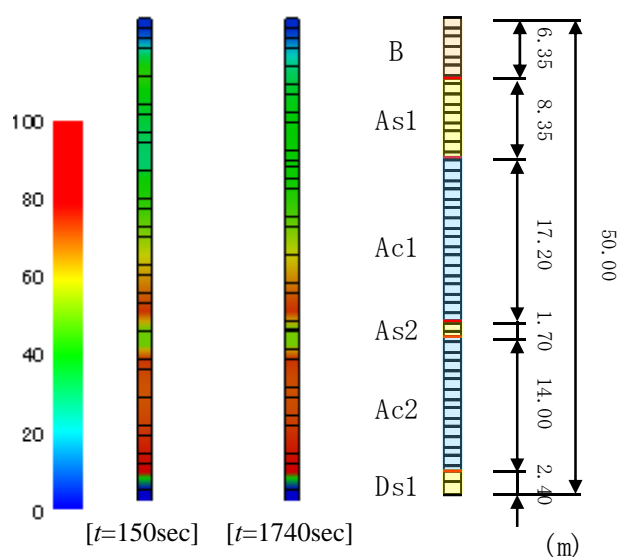 100
80
60
40
20
0
[t=150sec]
[t=1740sec]
B
As1
Ac1
As2
Ac2
Ds1
6.35
8.35
17.20
1.70
14.00
2.40
50.00
(m)